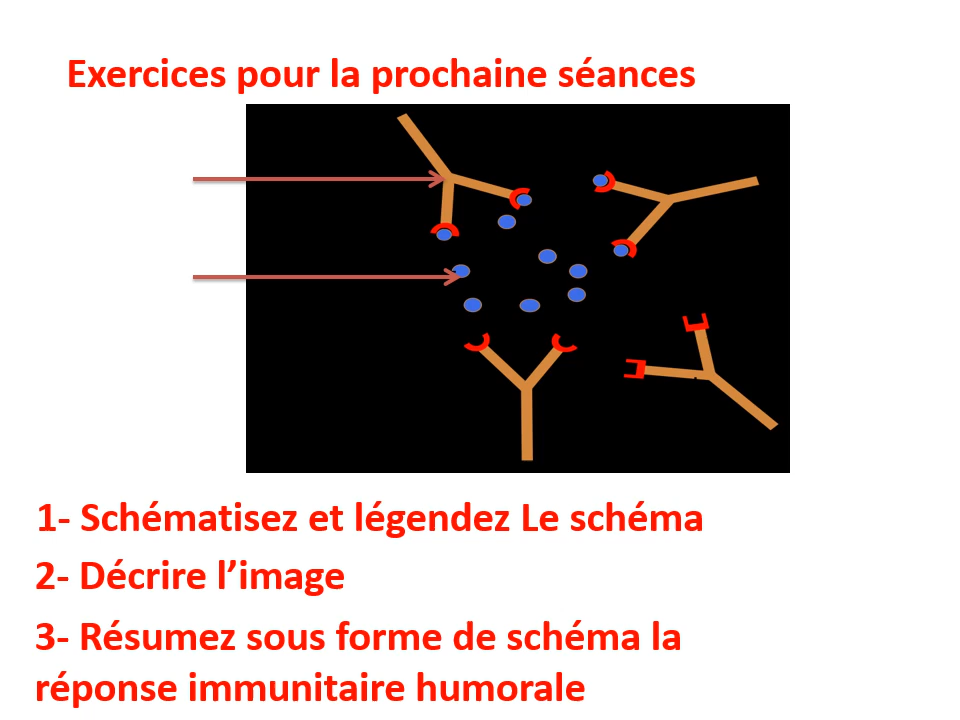 Exercices pour la prochaine séances
1- Schématisez et légendez Le schéma
2- Décrire l’image
3- Résumez sous forme de schéma la
réponse immunitaire humorale